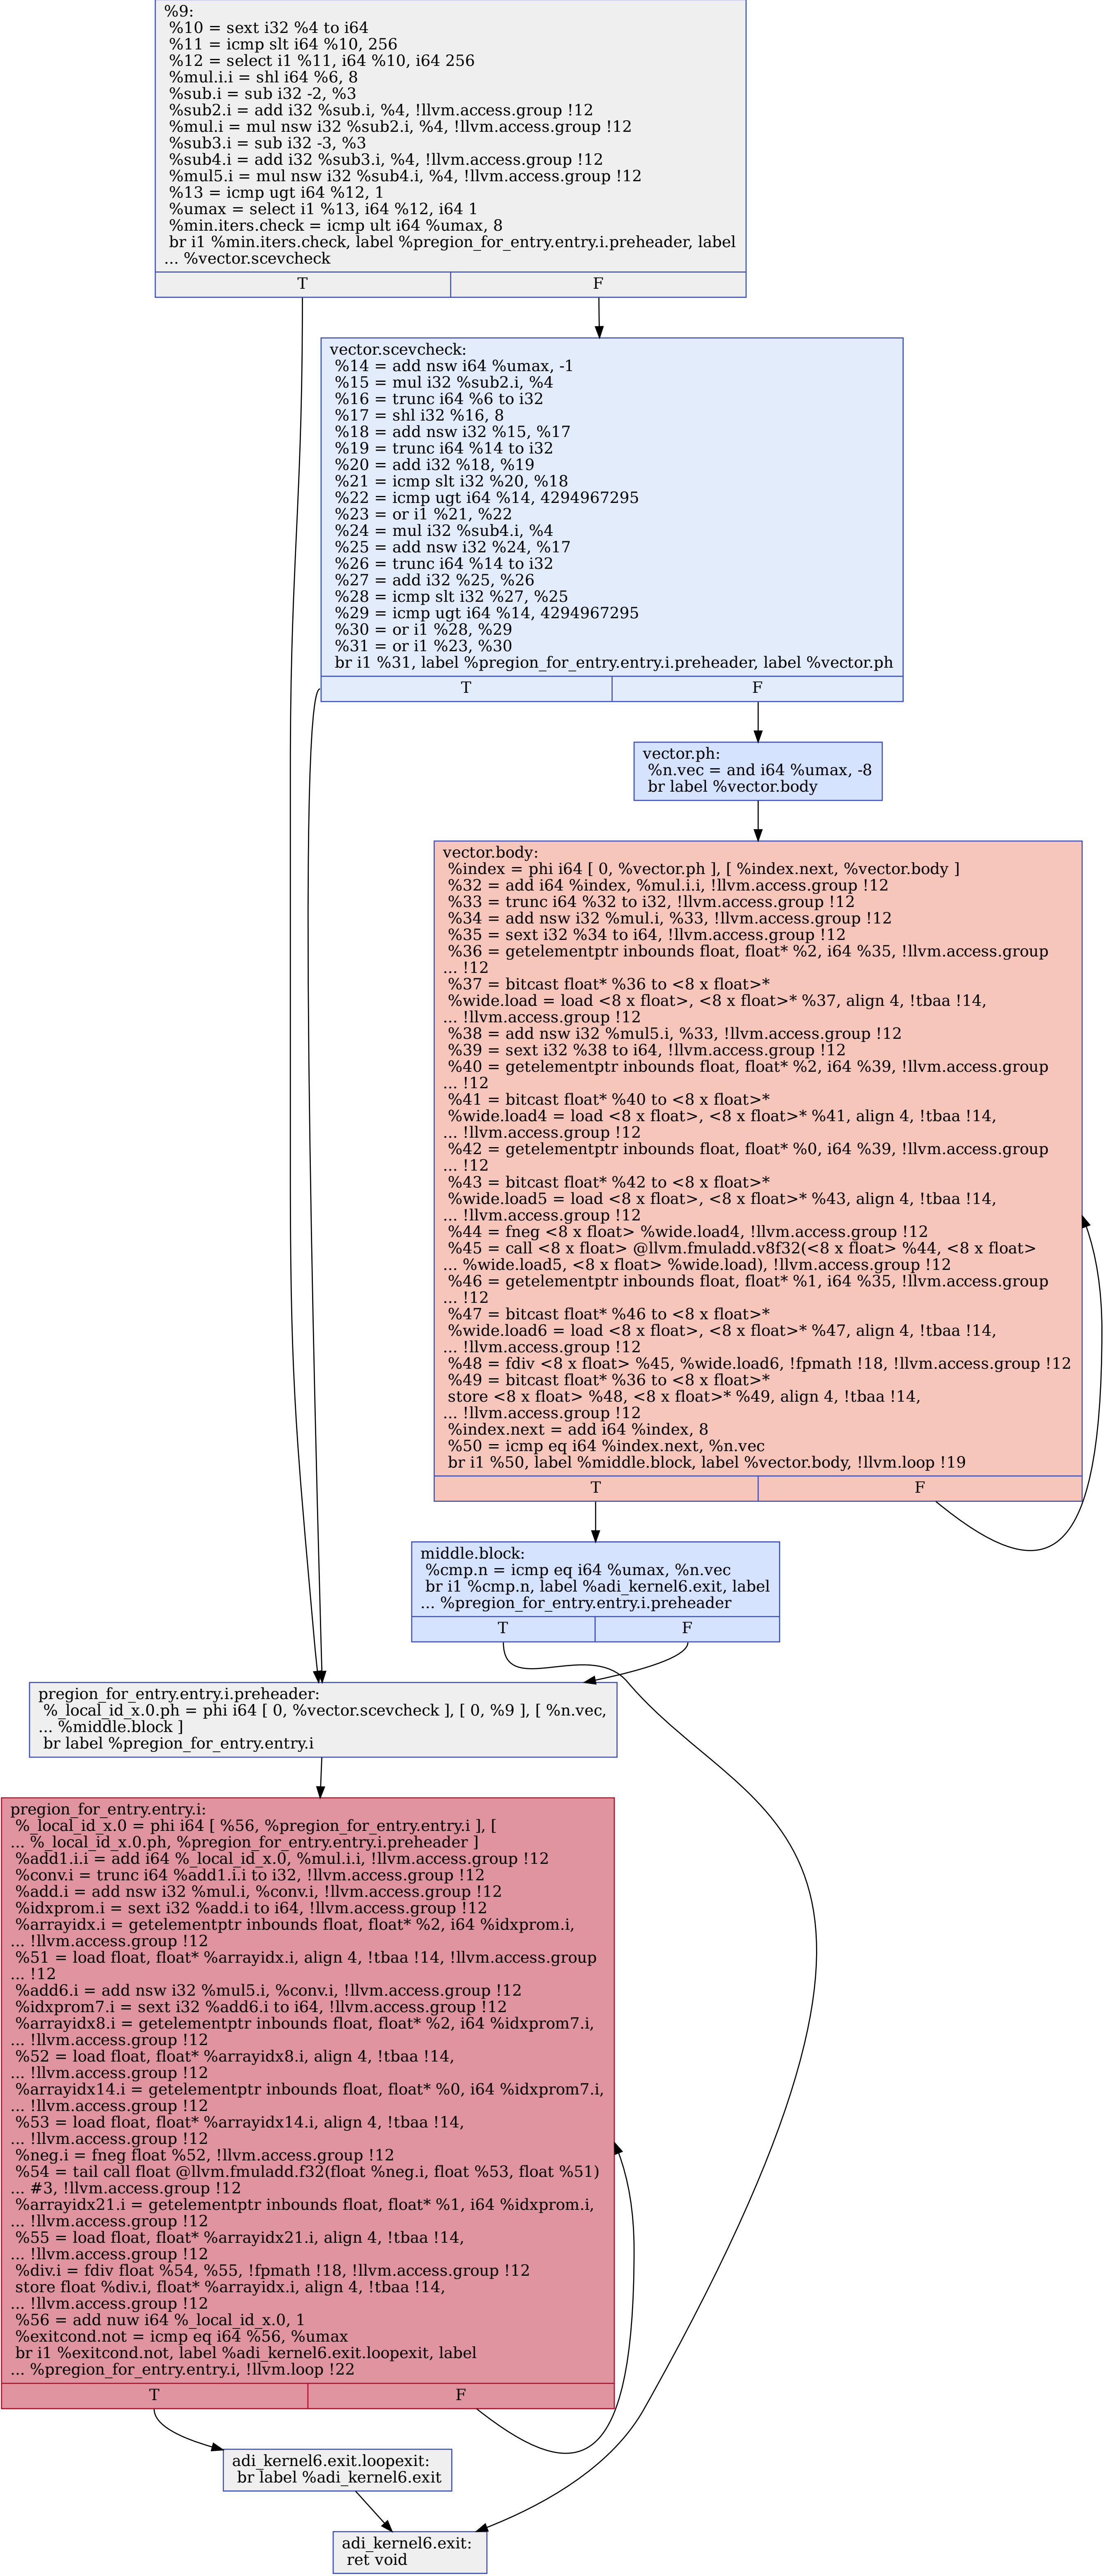 %9:
%10 = sext i32 %4 to i64
%11 = icmp slt i64 %10, 256
%12 = select i1 %11, i64 %10, i64 256
%mul.i.i = shl i64 %6, 8
%sub.i = sub i32 -2, %3
%sub2.i = add i32 %sub.i, %4, !llvm.access.group !12
%mul.i = mul nsw i32 %sub2.i, %4, !llvm.access.group !12
%sub3.i = sub i32 -3, %3
%sub4.i = add i32 %sub3.i, %4, !llvm.access.group !12
%mul5.i = mul nsw i32 %sub4.i, %4, !llvm.access.group !12
%13 = icmp ugt i64 %12, 1
%umax = select i1 %13, i64 %12, i64 1
%min.iters.check = icmp ult i64 %umax, 8
br i1 %min.iters.check, label %pregion_for_entry.entry.i.preheader, label
... %vector.scevcheck
T
F
vector.scevcheck:
%14 = add nsw i64 %umax, -1
%15 = mul i32 %sub2.i, %4
%16 = trunc i64 %6 to i32
%17 = shl i32 %16, 8
%18 = add nsw i32 %15, %17
%19 = trunc i64 %14 to i32
%20 = add i32 %18, %19
%21 = icmp slt i32 %20, %18
%22 = icmp ugt i64 %14, 4294967295
%23 = or i1 %21, %22
%24 = mul i32 %sub4.i, %4
%25 = add nsw i32 %24, %17
%26 = trunc i64 %14 to i32
%27 = add i32 %25, %26
%28 = icmp slt i32 %27, %25
%29 = icmp ugt i64 %14, 4294967295
%30 = or i1 %28, %29
%31 = or i1 %23, %30
br i1 %31, label %pregion_for_entry.entry.i.preheader, label %vector.ph
T
F
vector.ph:
%n.vec = and i64 %umax, -8
br label %vector.body
vector.body:
%index = phi i64 [ 0, %vector.ph ], [ %index.next, %vector.body ]
%32 = add i64 %index, %mul.i.i, !llvm.access.group !12
%33 = trunc i64 %32 to i32, !llvm.access.group !12
%34 = add nsw i32 %mul.i, %33, !llvm.access.group !12
%35 = sext i32 %34 to i64, !llvm.access.group !12
%36 = getelementptr inbounds float, float* %2, i64 %35, !llvm.access.group
... !12
%37 = bitcast float* %36 to <8 x float>*
%wide.load = load <8 x float>, <8 x float>* %37, align 4, !tbaa !14,
... !llvm.access.group !12
%38 = add nsw i32 %mul5.i, %33, !llvm.access.group !12
%39 = sext i32 %38 to i64, !llvm.access.group !12
%40 = getelementptr inbounds float, float* %2, i64 %39, !llvm.access.group
... !12
%41 = bitcast float* %40 to <8 x float>*
%wide.load4 = load <8 x float>, <8 x float>* %41, align 4, !tbaa !14,
... !llvm.access.group !12
%42 = getelementptr inbounds float, float* %0, i64 %39, !llvm.access.group
... !12
%43 = bitcast float* %42 to <8 x float>*
%wide.load5 = load <8 x float>, <8 x float>* %43, align 4, !tbaa !14,
... !llvm.access.group !12
%44 = fneg <8 x float> %wide.load4, !llvm.access.group !12
%45 = call <8 x float> @llvm.fmuladd.v8f32(<8 x float> %44, <8 x float>
... %wide.load5, <8 x float> %wide.load), !llvm.access.group !12
%46 = getelementptr inbounds float, float* %1, i64 %35, !llvm.access.group
... !12
%47 = bitcast float* %46 to <8 x float>*
%wide.load6 = load <8 x float>, <8 x float>* %47, align 4, !tbaa !14,
... !llvm.access.group !12
%48 = fdiv <8 x float> %45, %wide.load6, !fpmath !18, !llvm.access.group !12
%49 = bitcast float* %36 to <8 x float>*
store <8 x float> %48, <8 x float>* %49, align 4, !tbaa !14,
... !llvm.access.group !12
%index.next = add i64 %index, 8
%50 = icmp eq i64 %index.next, %n.vec
br i1 %50, label %middle.block, label %vector.body, !llvm.loop !19
T
F
middle.block:
%cmp.n = icmp eq i64 %umax, %n.vec
br i1 %cmp.n, label %adi_kernel6.exit, label
... %pregion_for_entry.entry.i.preheader
T
F
pregion_for_entry.entry.i.preheader:
%_local_id_x.0.ph = phi i64 [ 0, %vector.scevcheck ], [ 0, %9 ], [ %n.vec,
... %middle.block ]
br label %pregion_for_entry.entry.i
pregion_for_entry.entry.i:
%_local_id_x.0 = phi i64 [ %56, %pregion_for_entry.entry.i ], [
... %_local_id_x.0.ph, %pregion_for_entry.entry.i.preheader ]
%add1.i.i = add i64 %_local_id_x.0, %mul.i.i, !llvm.access.group !12
%conv.i = trunc i64 %add1.i.i to i32, !llvm.access.group !12
%add.i = add nsw i32 %mul.i, %conv.i, !llvm.access.group !12
%idxprom.i = sext i32 %add.i to i64, !llvm.access.group !12
%arrayidx.i = getelementptr inbounds float, float* %2, i64 %idxprom.i,
... !llvm.access.group !12
%51 = load float, float* %arrayidx.i, align 4, !tbaa !14, !llvm.access.group
... !12
%add6.i = add nsw i32 %mul5.i, %conv.i, !llvm.access.group !12
%idxprom7.i = sext i32 %add6.i to i64, !llvm.access.group !12
%arrayidx8.i = getelementptr inbounds float, float* %2, i64 %idxprom7.i,
... !llvm.access.group !12
%52 = load float, float* %arrayidx8.i, align 4, !tbaa !14,
... !llvm.access.group !12
%arrayidx14.i = getelementptr inbounds float, float* %0, i64 %idxprom7.i,
... !llvm.access.group !12
%53 = load float, float* %arrayidx14.i, align 4, !tbaa !14,
... !llvm.access.group !12
%neg.i = fneg float %52, !llvm.access.group !12
%54 = tail call float @llvm.fmuladd.f32(float %neg.i, float %53, float %51)
... #3, !llvm.access.group !12
%arrayidx21.i = getelementptr inbounds float, float* %1, i64 %idxprom.i,
... !llvm.access.group !12
%55 = load float, float* %arrayidx21.i, align 4, !tbaa !14,
... !llvm.access.group !12
%div.i = fdiv float %54, %55, !fpmath !18, !llvm.access.group !12
store float %div.i, float* %arrayidx.i, align 4, !tbaa !14,
... !llvm.access.group !12
%56 = add nuw i64 %_local_id_x.0, 1
%exitcond.not = icmp eq i64 %56, %umax
br i1 %exitcond.not, label %adi_kernel6.exit.loopexit, label
... %pregion_for_entry.entry.i, !llvm.loop !22
T
F
adi_kernel6.exit.loopexit:
br label %adi_kernel6.exit
adi_kernel6.exit:
ret void